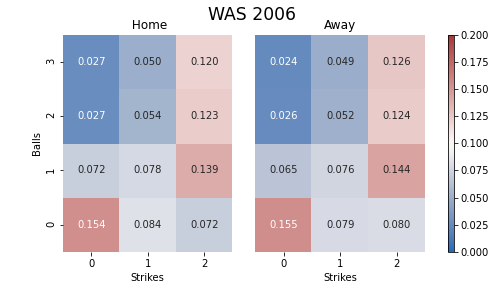 WAS 2006
Home
Away
Balls
3
0.027 0.050 0.120
0.024 0.049 0.126
2
0.027 0.054 0.123
0.026 0.052 0.124
1
0.072 0.078 0.139
0.065 0.076 0.144
0
0.154 0.084 0.072
0.155 0.079 0.080
0 1 2
0 1 2
Strikes
Strikes
0.200
0.175
0.150
0.125
0.100
0.075
0.050
0.025
0.000